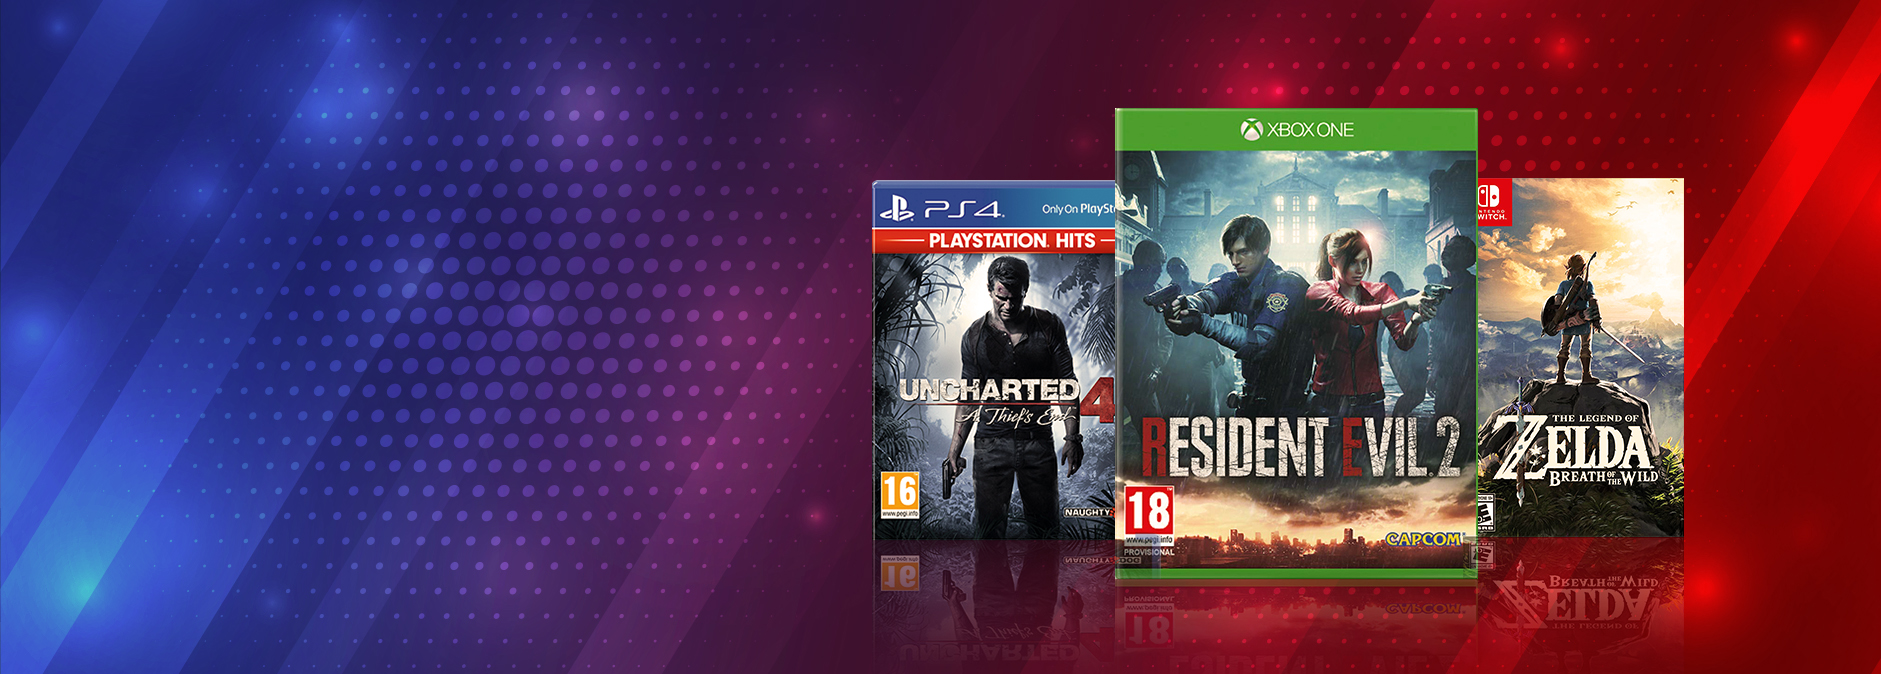 PS4
Only On PlaySt
PLAYSTATION HITS
UNCHARTED 4
A Thief's End
16
www.pegi.info
NAUGHTY
XBOX ONE
RESIDENT EVIL 2
18
www.pegi.info
PROVISIONAL
CAPCOM
SWITCH
THE LEGEND OF
ZELDA
BREATH OF THE WILD
E